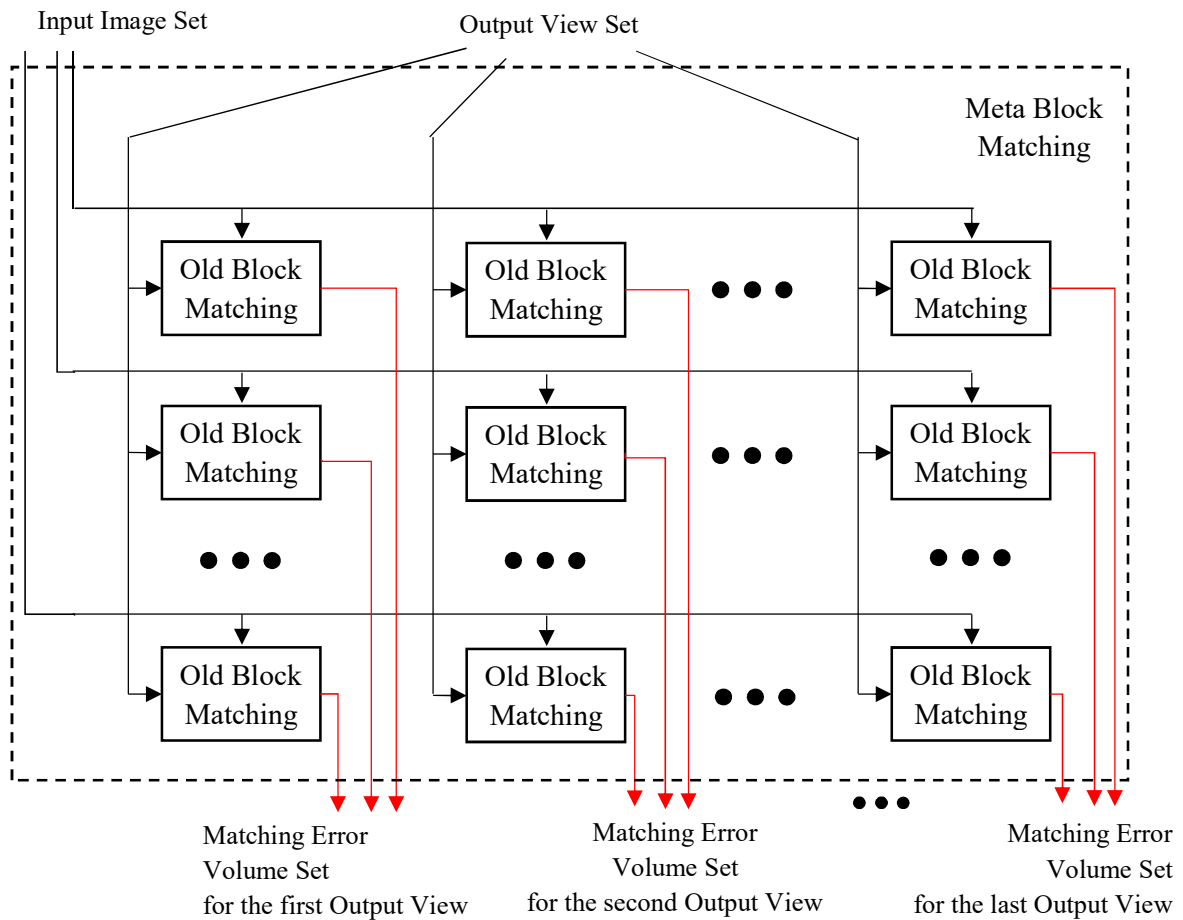 Input Image Set
Output View Set
Meta Block
Matching
Old Block
Matching
Old Block
Matching
Old Block
Matching
Old Block
Matching
Old Block
Matching
Old Block
Matching
Old Block
Matching
Old Block
Matching
Old Block
Matching
Matching Error
Volume Set
for the first Output View
Matching Error
Volume Set
for the second Output View
Matching Error
Volume Set
for the last Output View